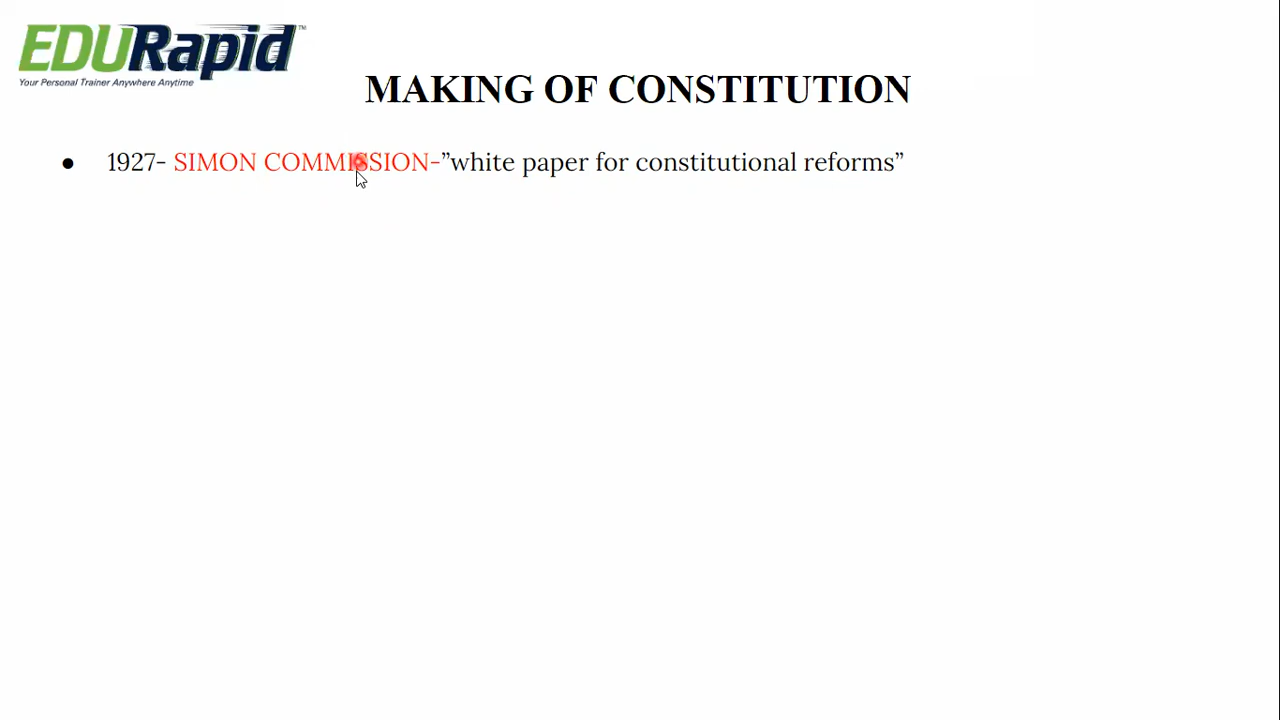 EDURapid™
Your Personal Trainer Anywhere Anytime
MAKING OF CONSTITUTION
● 1927- SIMON COMMISSION-”white paper for constitutional reforms”